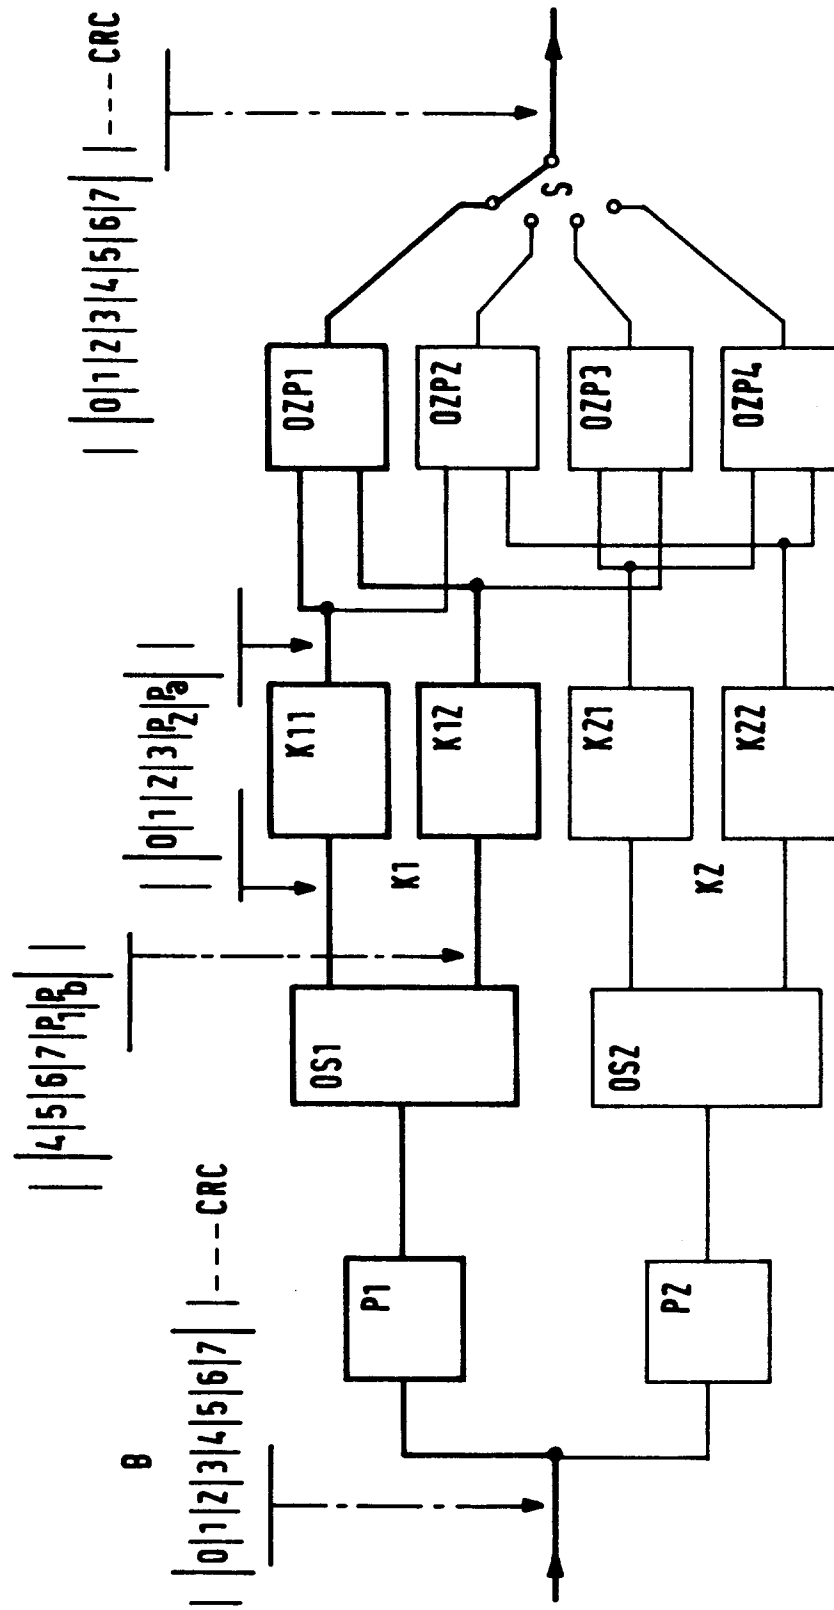 | |4|5|6|7|P1|Pb| |
| |0|1|2|3|4|5|6|7| |----CRC
B
| |0|1|2|3|P2|Pa| |
| |0|1|2|3|4|5|6|7| |----CRC
OS1
K11
OZP1
P1
K1
K12
OZP2
S
K21
OZP3
OS2
P2
K2
K22
OZP4